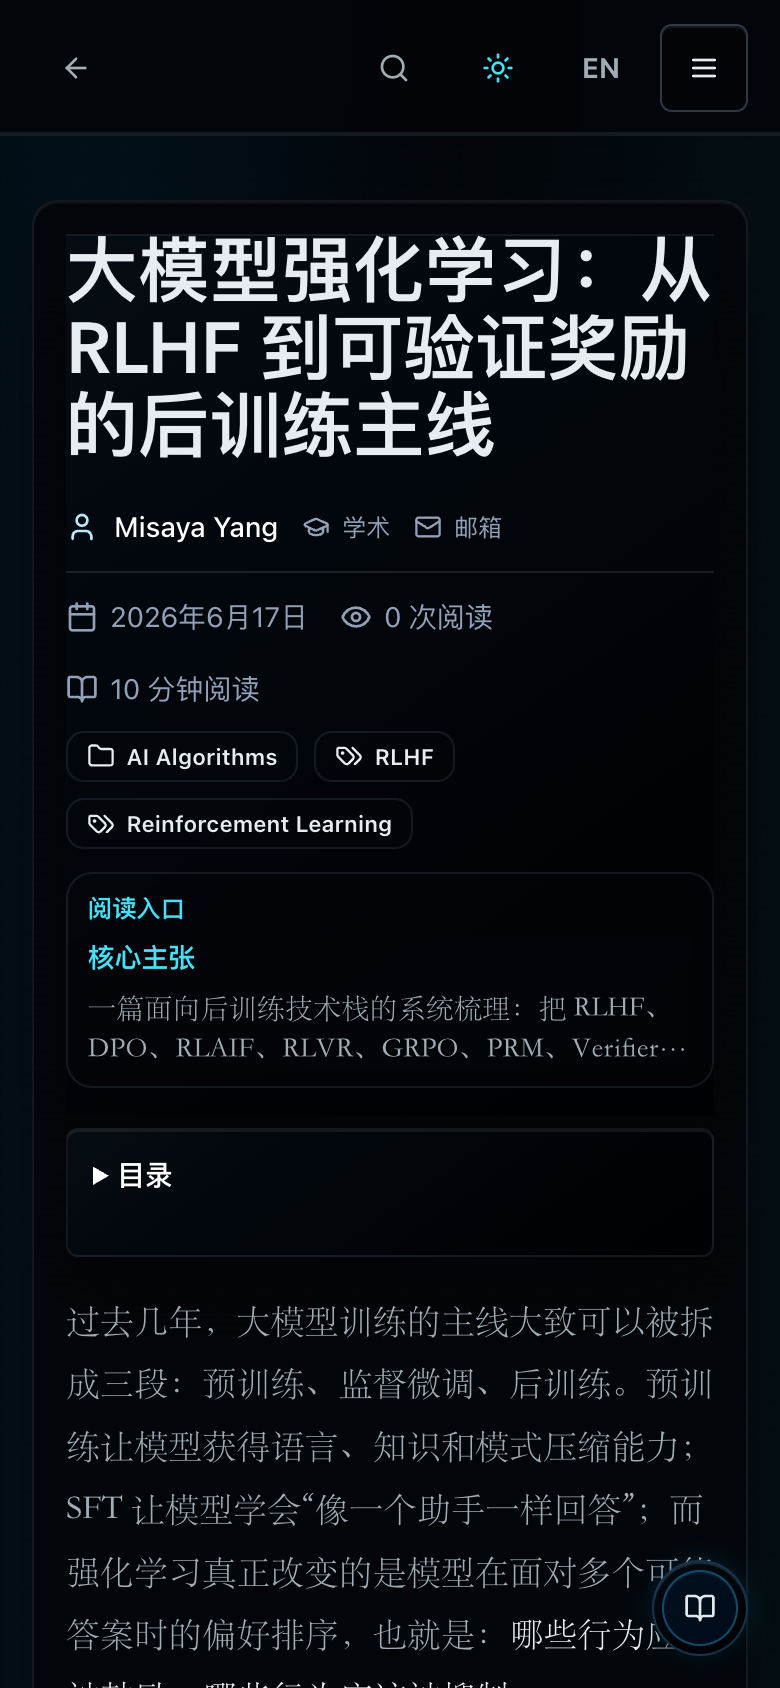 EN
大模型强化学习：从
RLHF 到可验证奖励
的后训练主线
Misaya Yang 学术 邮箱
2026年6月17日 0 次阅读
10 分钟阅读
AI Algorithms RLHF
Reinforcement Learning
阅读入口
核心主张
一篇面向后训练技术栈的系统梳理：把 RLHF、
DPO、RLAIF、RLVR、GRPO、PRM、Verifier…
目录
过去几年，大模型训练的主线大致可以被拆
成三段：预训练、监督微调、后训练。预训
练让模型获得语言、知识和模式压缩能力；
SFT 让模型学会“像一个助手一样回答”；而
强化学习真正改变的是模型在面对多个可能
答案时的偏好排序，也就是：哪些行为应